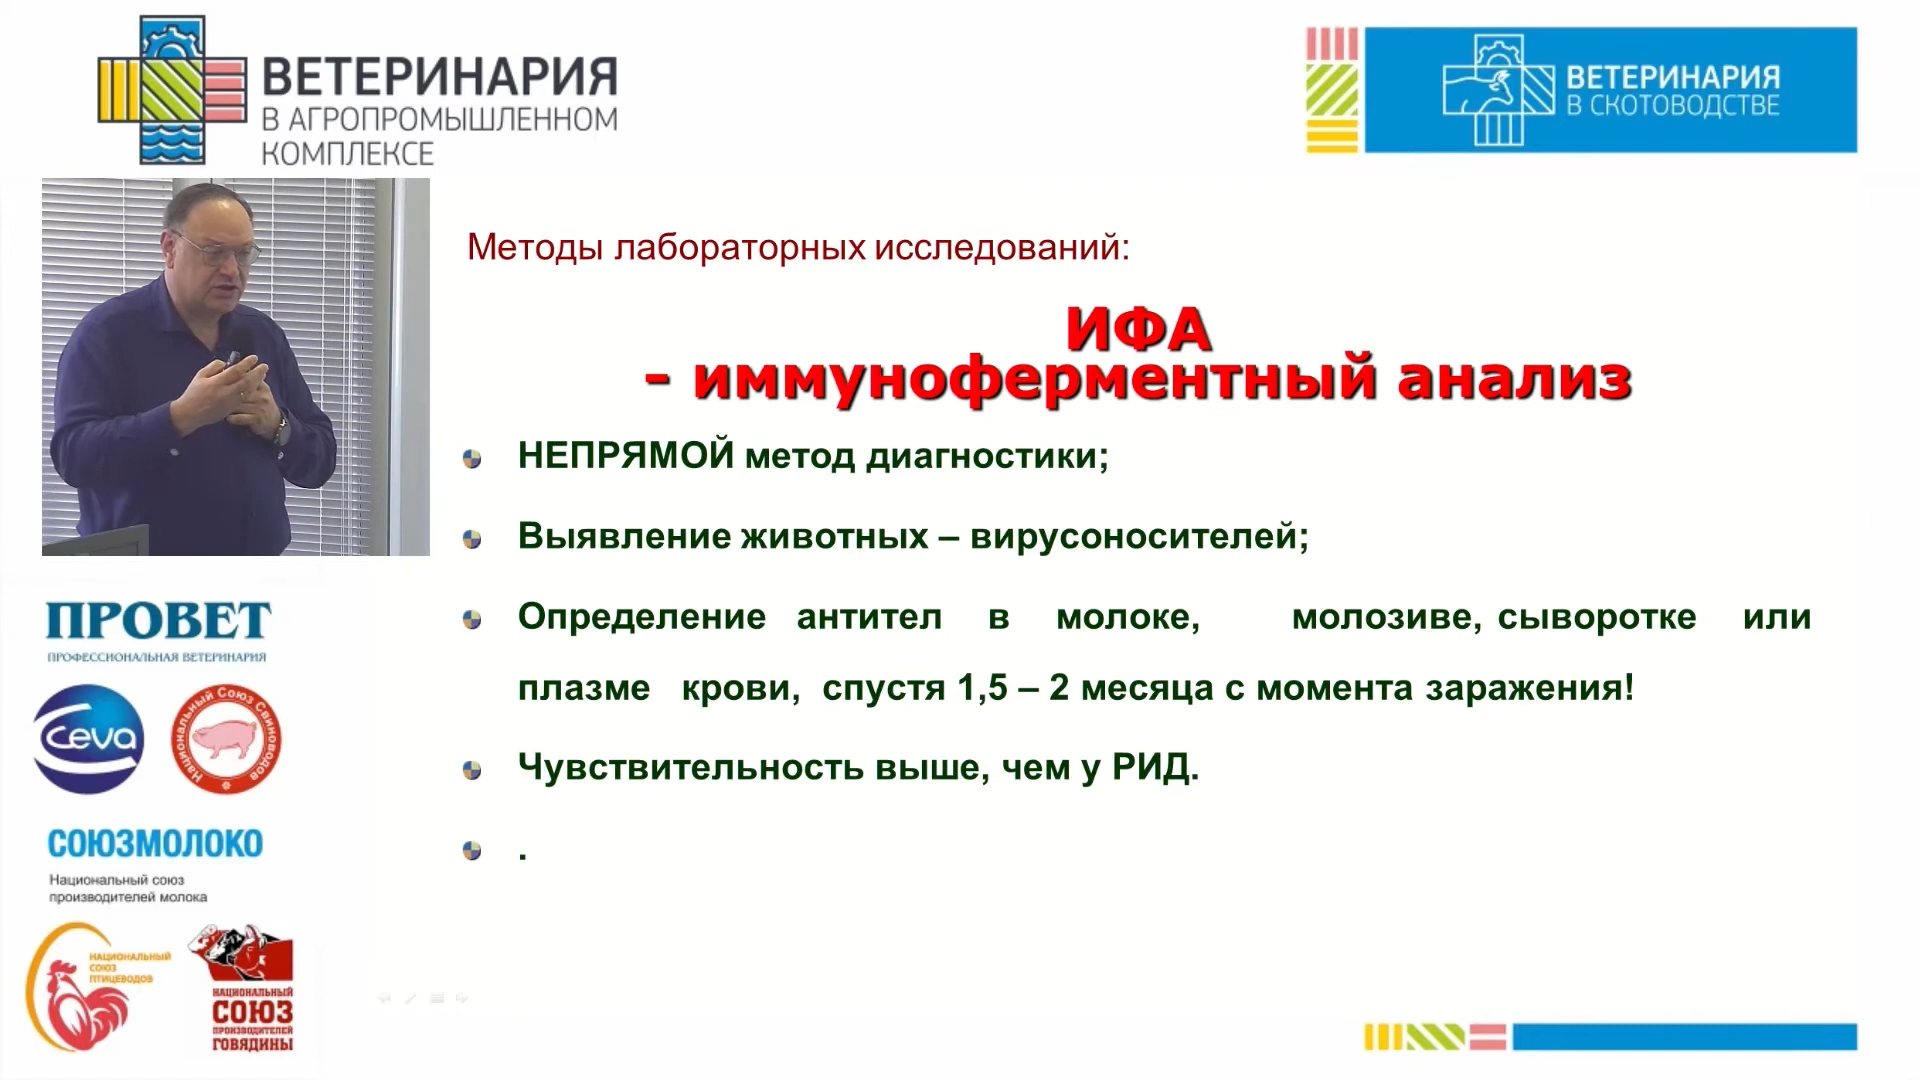 ВЕТЕРИНАРИЯ
В АГРОПРОМЫШЛЕННОМ
КОМПЛЕКСЕ
ВЕТЕРИНАРИЯ
В СКОТОВОДСТВЕ
Методы лабораторных исследований:
ИФА
- иммуноферментный анализ
НЕПРЯМОЙ метод диагностики;
Выявление животных – вирусоносителей;
Определение антител в молоке, молозиве, сыворотке или
плазме крови, спустя 1,5 – 2 месяца с момента заражения!
Чувствительность выше, чем у РИД.
.
ПРОВЕТ
ПРОФЕССИОНАЛЬНАЯ ВЕТЕРИНАРИЯ
Ceva
Национальный Союз Свиноводов
СОЮЗМОЛОКО
Национальный союз
производителей молока
НАЦИОНАЛЬНЫЙ
СОЮЗ
ПТИЦЕВОДОВ
НАЦИОНАЛЬНЫЙ
СОЮЗ
ПРОИЗВОДИТЕЛЕЙ
ГОВЯДИНЫ